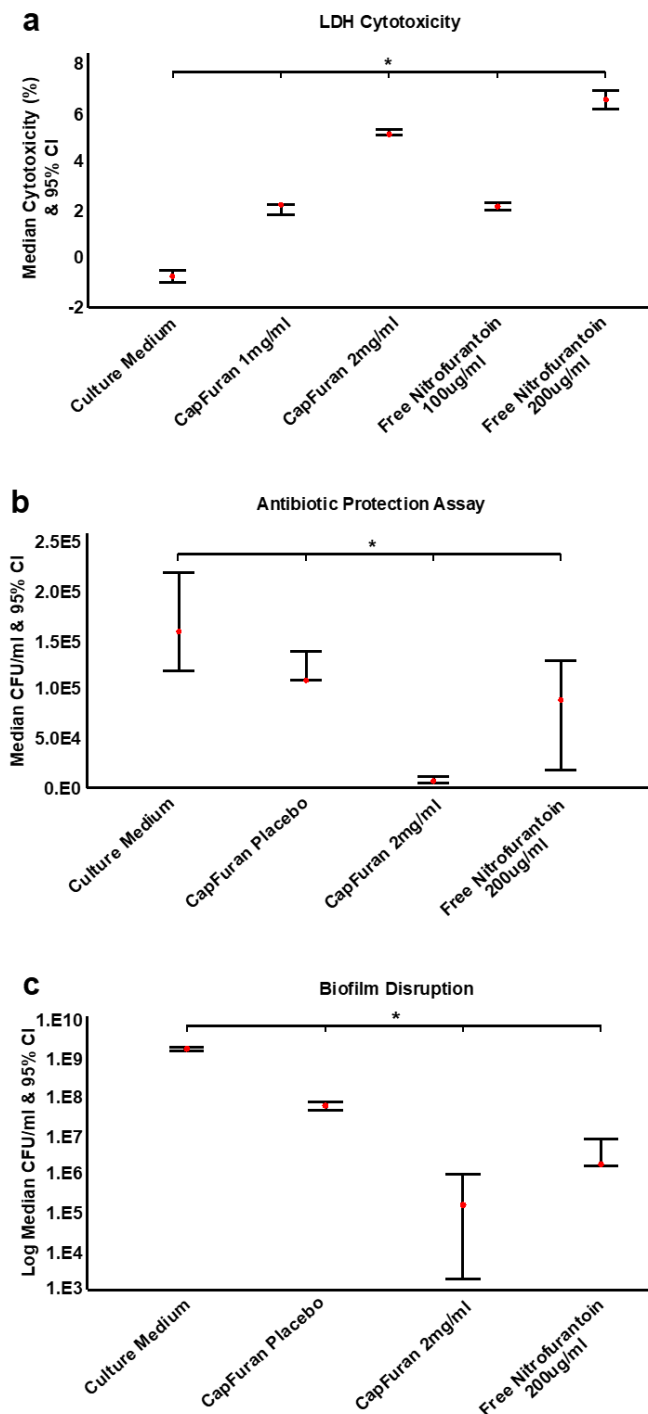 a
LDH Cytotoxicity
Median Cytotoxicity (%)
& 95% CI
8
6
4
2
0
-2
*
Culture Medium
CapFuran 1mg/ml
CapFuran 2mg/ml
Free Nitrofurantoin
100ug/ml
Free Nitrofurantoin
200ug/ml
b
Antibiotic Protection Assay
Median CFU/ml & 95% CI
2.5E5
2.0E5
1.5E5
1.0E5
5.0E4
0.E0
*
Culture Medium
CapFuran Placebo
CapFuran 2mg/ml
Free Nitrofurantoin
200ug/ml
c
Biofilm Disruption
Log Median CFU/ml & 95% CI
1.E10
1.E9
1.E8
1.E7
1.E6
1.E5
1.E4
1.E3
*
Culture Medium
CapFuran Placebo
CapFuran 2mg/ml
Free Nitrofurantoin
200ug/ml